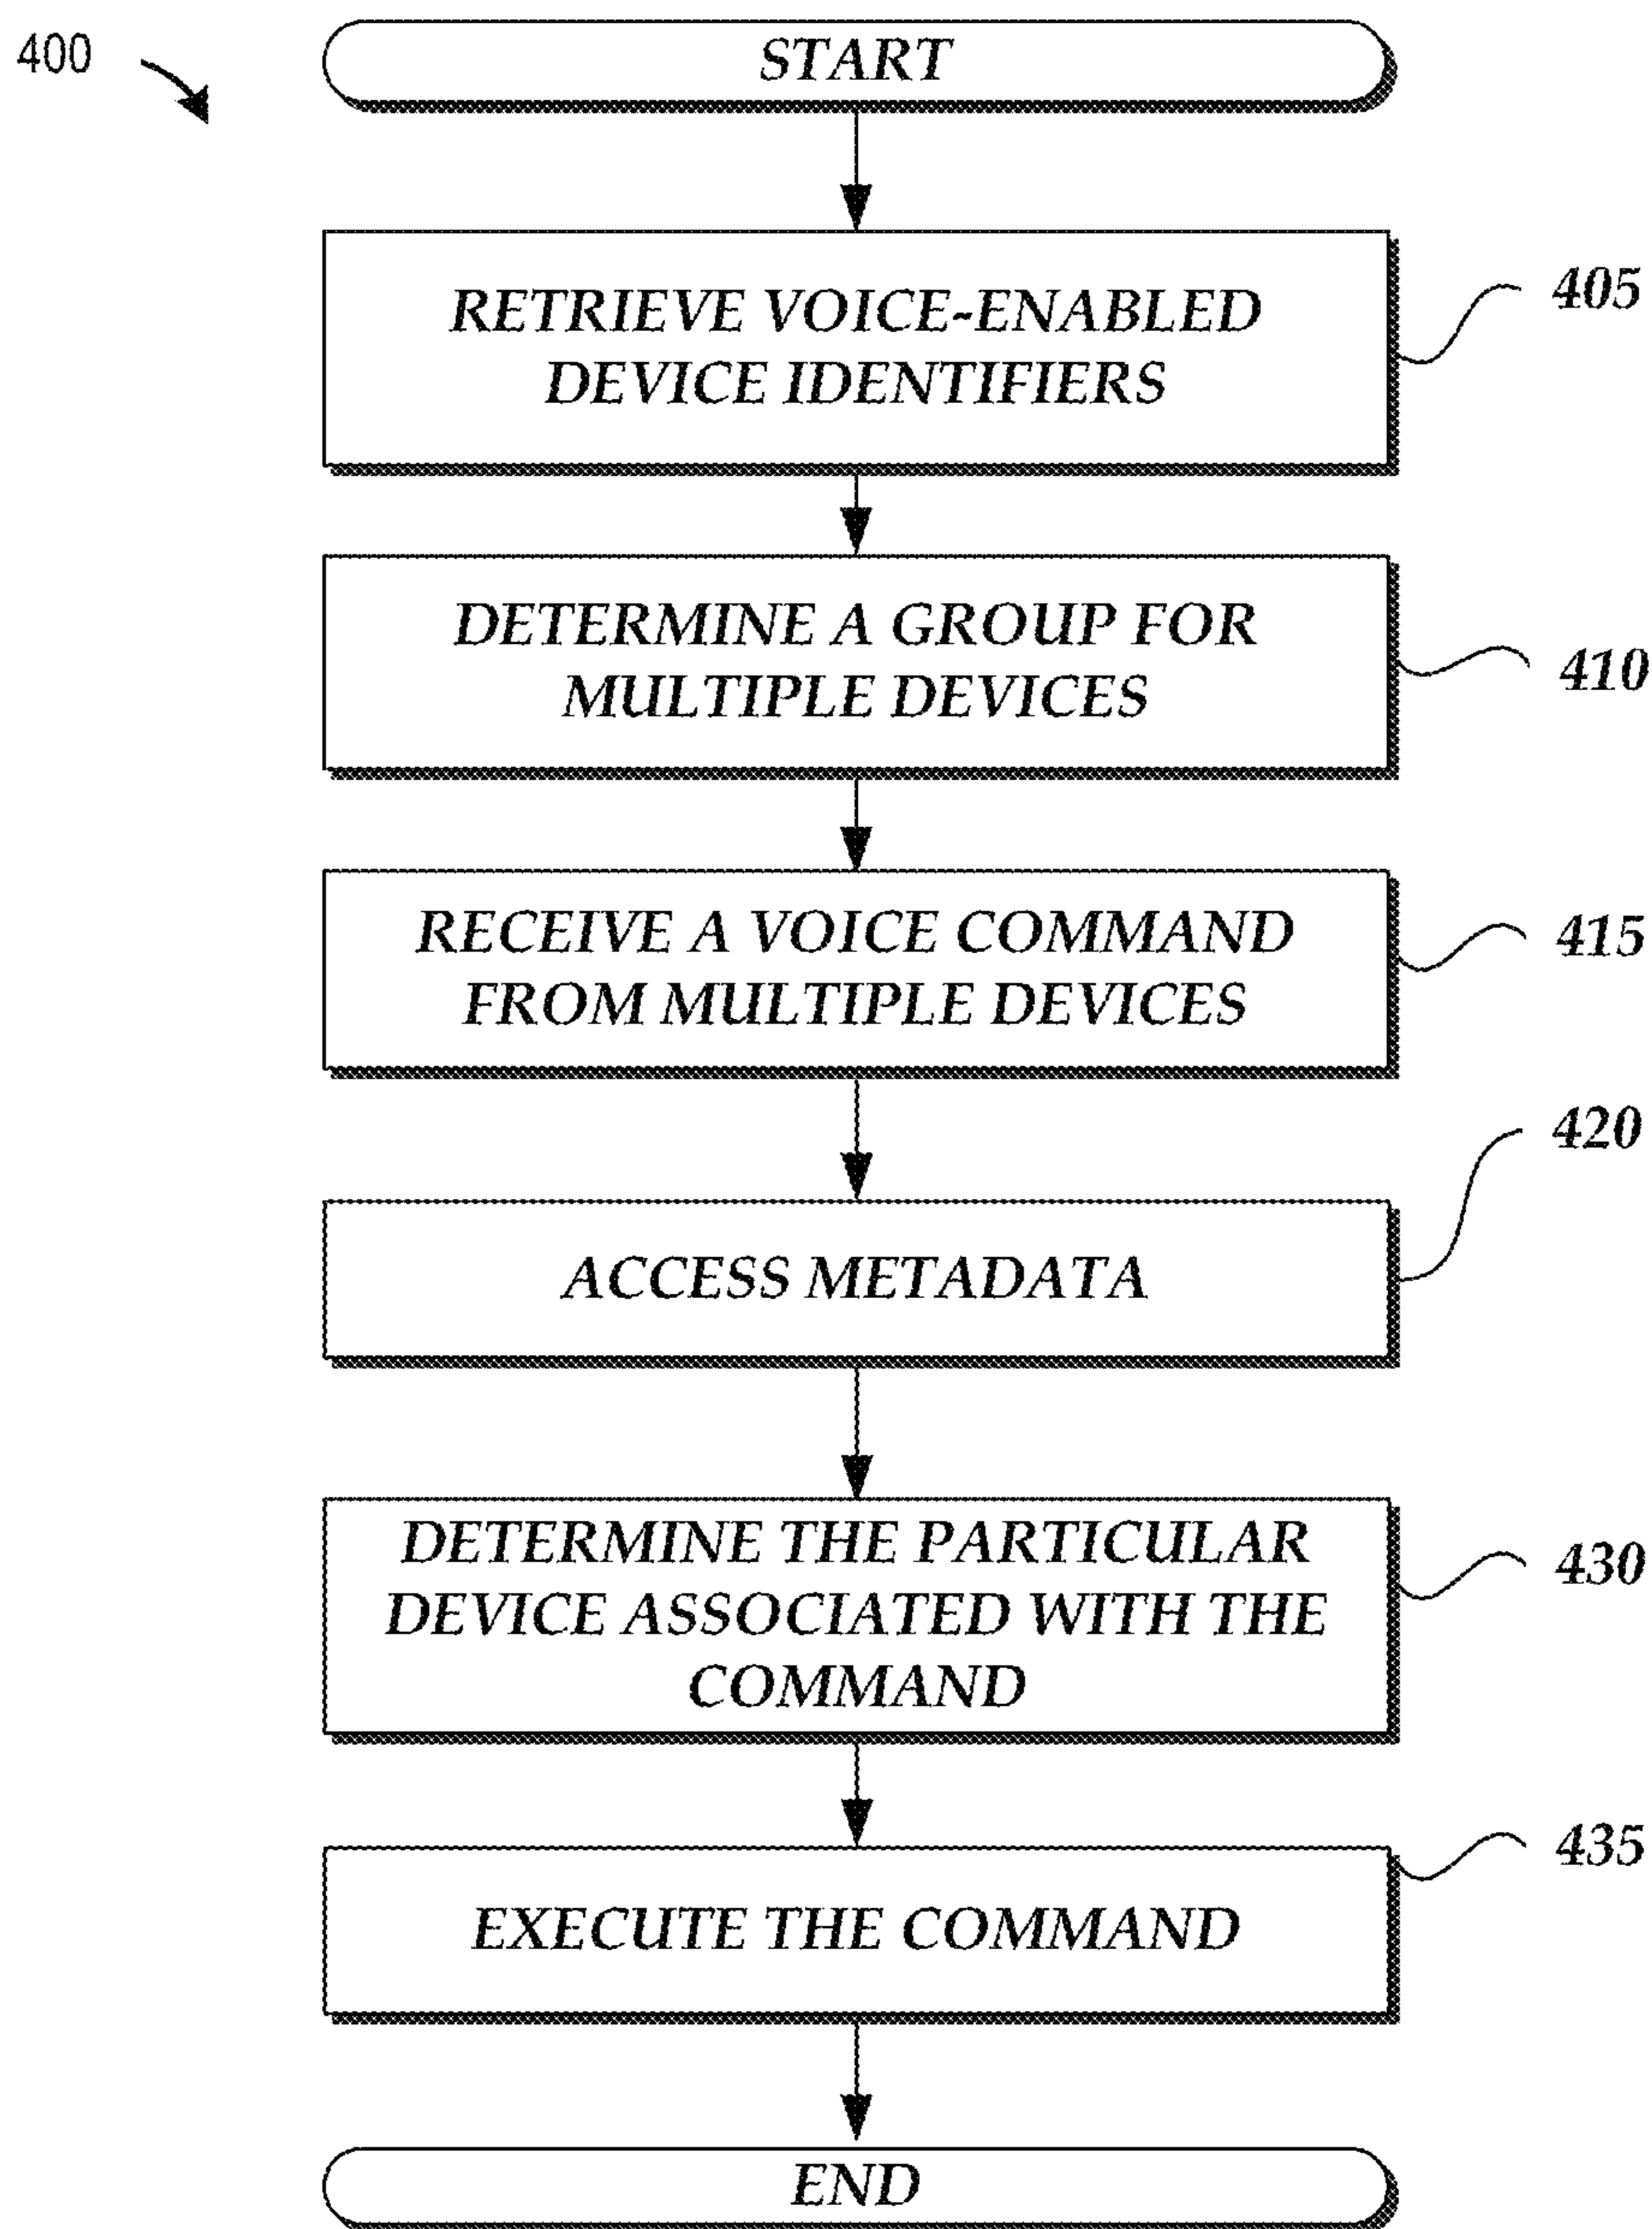 400
START
RETRIEVE VOICE-ENABLED
DEVICE IDENTIFIERS
405
DETERMINE A GROUP FOR
MULTIPLE DEVICES
410
RECEIVE A VOICE COMMAND
FROM MULTIPLE DEVICES
415
420
ACCESS METADATA
DETERMINE THE PARTICULAR
DEVICE ASSOCIATED WITH THE
COMMAND
430
435
EXECUTE THE COMMAND
END